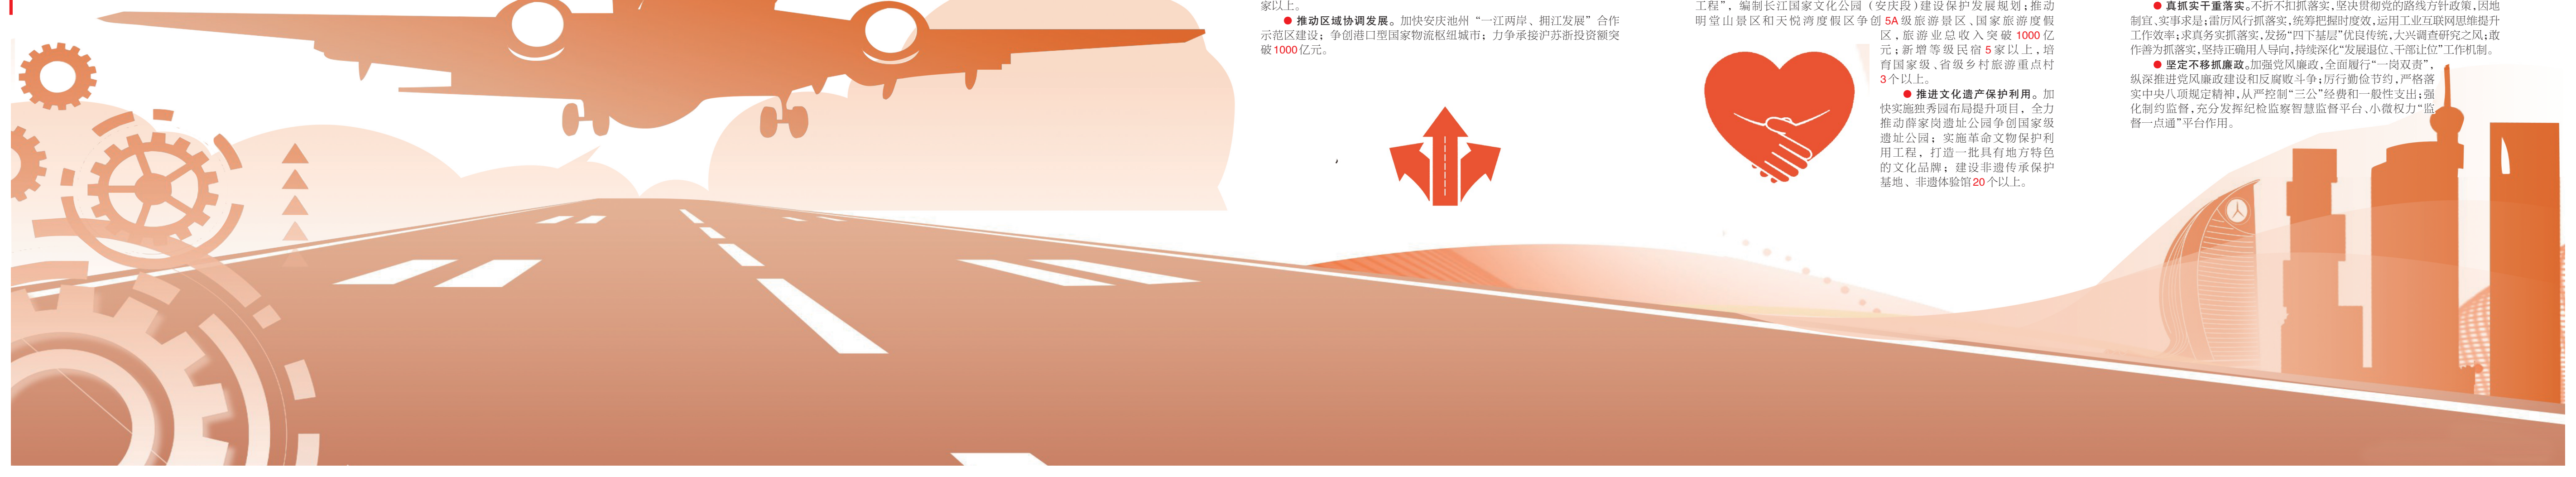 家以上。
● 推动区域协调发展。加快安庆池州“一江两岸、拥江发展”合作
示范区建设；争创港口型国家物流枢纽城市；力争承接沪苏浙投资额突
破1000亿元。
工程”，编制长江国家文化公园（安庆段）建设保护发展规划；推动
明堂山景区和天悦湾度假区争创5A级旅游景区、国家旅游度假
区，旅游业总收入突破1000亿
元；新增等级民宿5家以上，培
育国家级、省级乡村旅游重点村
3个以上。
● 推进文化遗产保护利用。加
快实施独秀园布局提升项目，全力
推动薛家岗遗址公园争创国家级
遗址公园；实施革命文物保护利
用工程，打造一批具有地方特色
的文化品牌；建设非遗传承保护
基地、非遗体验馆20个以上。
● 真抓实干重落实。不折不扣抓落实，坚决贯彻党的路线方针政策，因地
制宜、实事求是；雷厉风行抓落实，统筹把握时度效，运用工业互联网思维提升
工作效率；求真务实抓落实，发扬“四下基层”优良传统，大兴调查研究之风；敢
作善为抓落实，坚持正确用人导向，持续深化“发展退位、干部让位”工作机制。
● 坚定不移抓廉政。加强党风廉政，全面履行“一岗双责”，
纵深推进党风廉政建设和反腐败斗争；厉行勤俭节约，严格落
实中央八项规定精神，从严控制“三公”经费和一般性支出；强
化制约监督，充分发挥纪检监察智慧监督平台、小微权力“监
督一点通”平台作用。